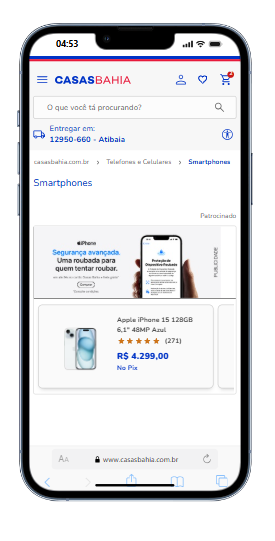 04:53
CASASBAHIA
O que você tá procurando?
Entregar em:
12950-660 - Atibaia
casasbahia.com.br > Telefones e Celulares > Smartphones
Smartphones
Patrocinado
iPhone
Segurança avançada.
Uma roubada para
quem tentar roubar.
Proteção de
Dispositivo Roubado
PUBLICIDADE
Apple iPhone 15 128GB
6,1" 48MP Azul
(271)
R$ 4.299,00
No Pix
AA
www.casasbahia.com.br